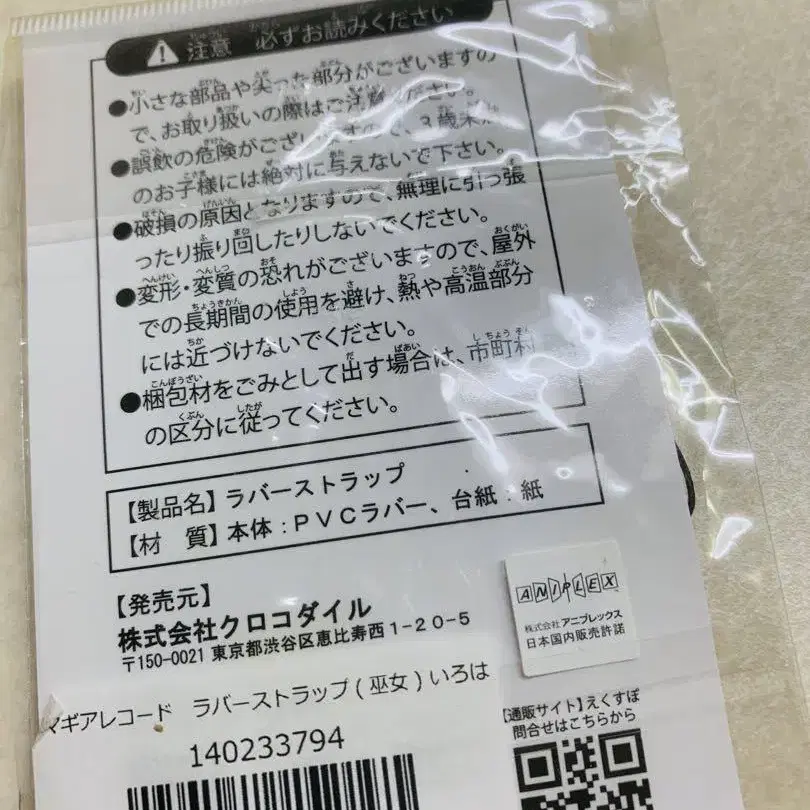 注意 必ずお読みください
●小さな部品や尖った部分がございますの
で、お取り扱いの際はご注意ください。
●誤飲の危険がございますので、3歳未満
のお子様には絶対に与えないで下さい。
●破損の原因となりますので、無理に引っ張
ったり振り回したりしないでください。
●変形・変質の恐れがございますので、屋外
での長期間の使用を避け、熱や高温部分
には近づけないでください。
●梱包材をごみとして出す場合は、市町村
の区分に従ってください。
【製品名】ラバーストラップ
【材 質】本体:PVCラバー、台紙:紙
【発売元】
株式会社クロコダイル
〒150-0021 東京都渋谷区恵比寿西1-20-5
ANIPLEX
株式会社アニプレックス
日本国内販売許諾
マギアレコード ラバーストラップ(巫女)いろは
140233794
【通販サイト】えくすぽ
問合せはこちらから